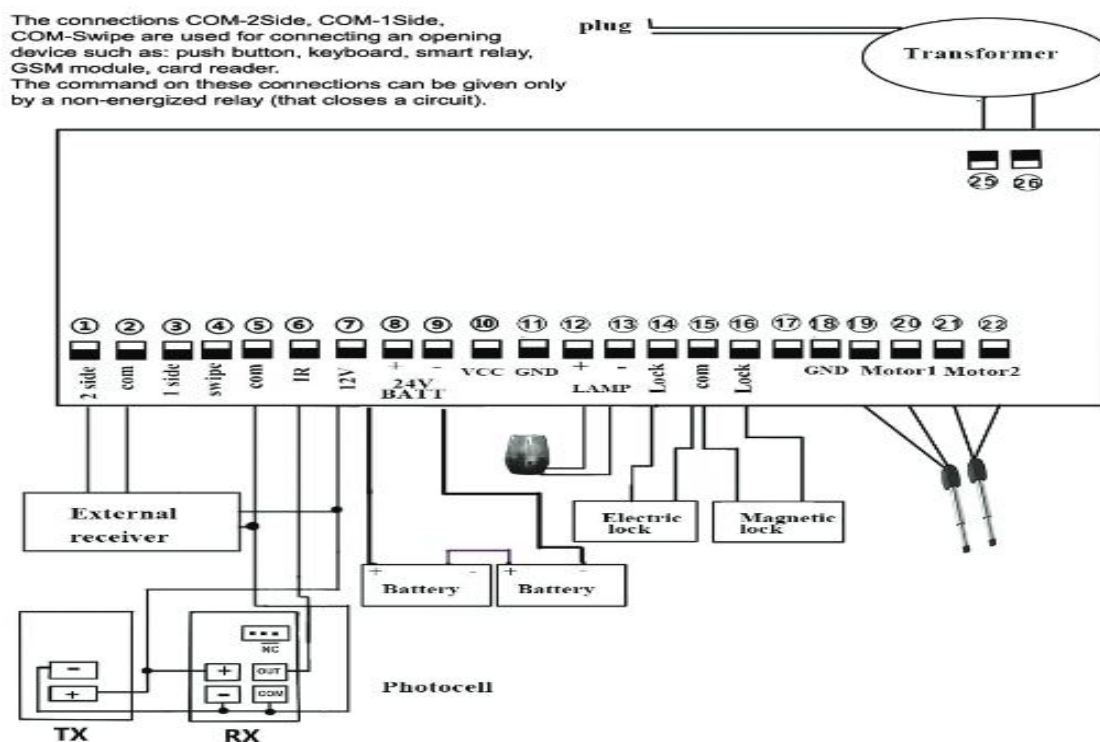 The connections COM-2Side, COM-1Side,
COM-Swipe are used for connecting an opening
device such as: push button, keyboard, smart relay,
GSM module, card reader.
The command on these connections can be given only
by a non-energized relay (that closes a circuit).
plug
Transformer
25 26
1 2 3 4 5 6 7 8 9 10 11 12 13 14 15 16 17 18 19 20 21 22
2 side com 1 side swipe com IR 12V + - VCC GND + - Lock com Lock GND Motor1 Motor2
24V
BATT
LAMP
External
receiver
Electric
lock
Magnetic
lock
+ - + -
Battery Battery
NC
- + OUT
+ - COM
Photocell
TX RX